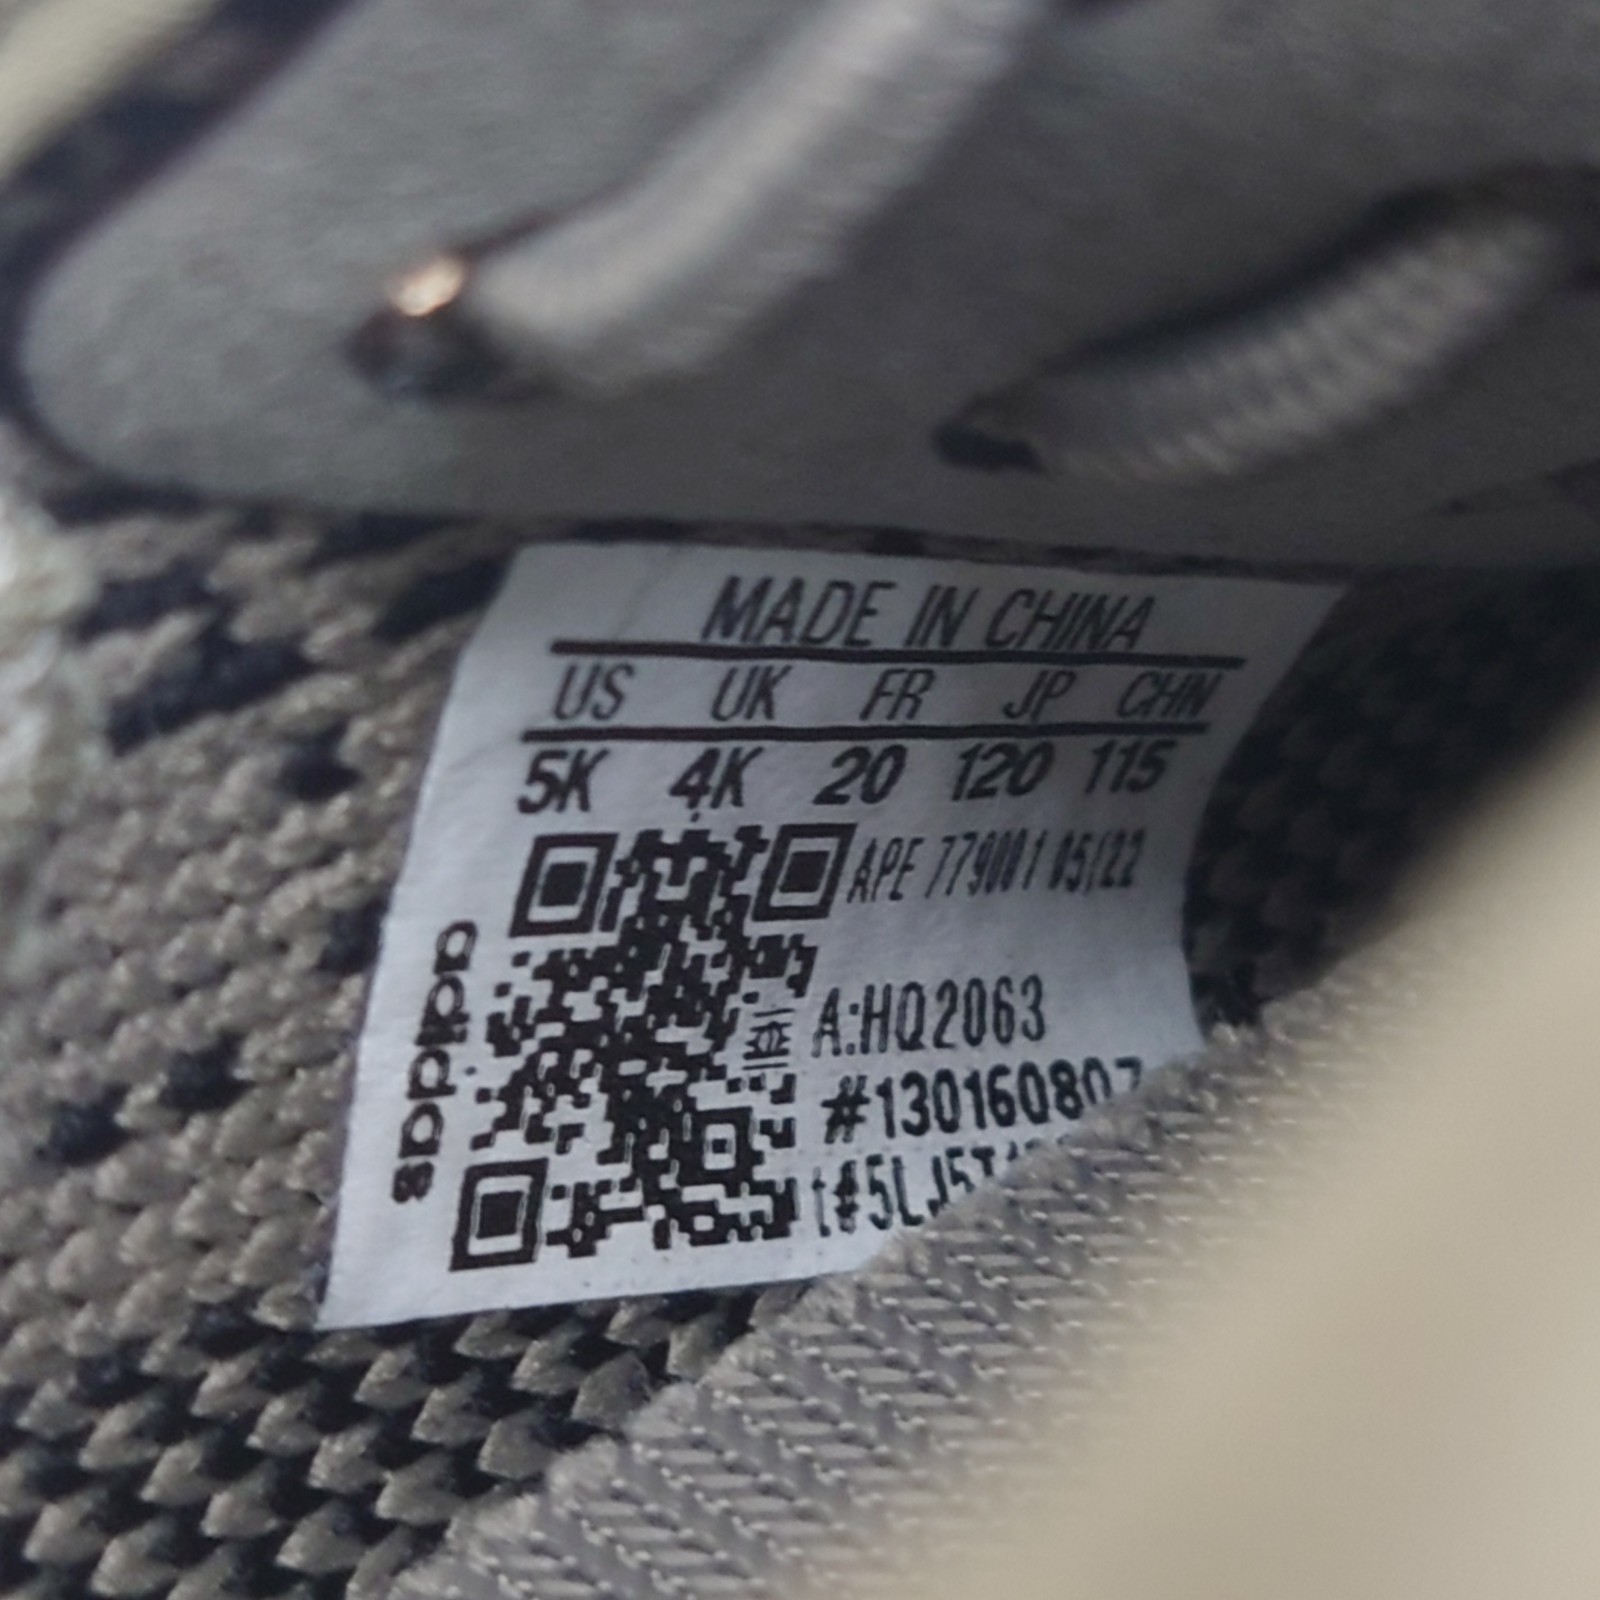 MADE IN CHINA
US UK FR JP CHN
5K 4K 20 120 115
APE 779001 05/22
A:HQ2063
#130160807
adidas